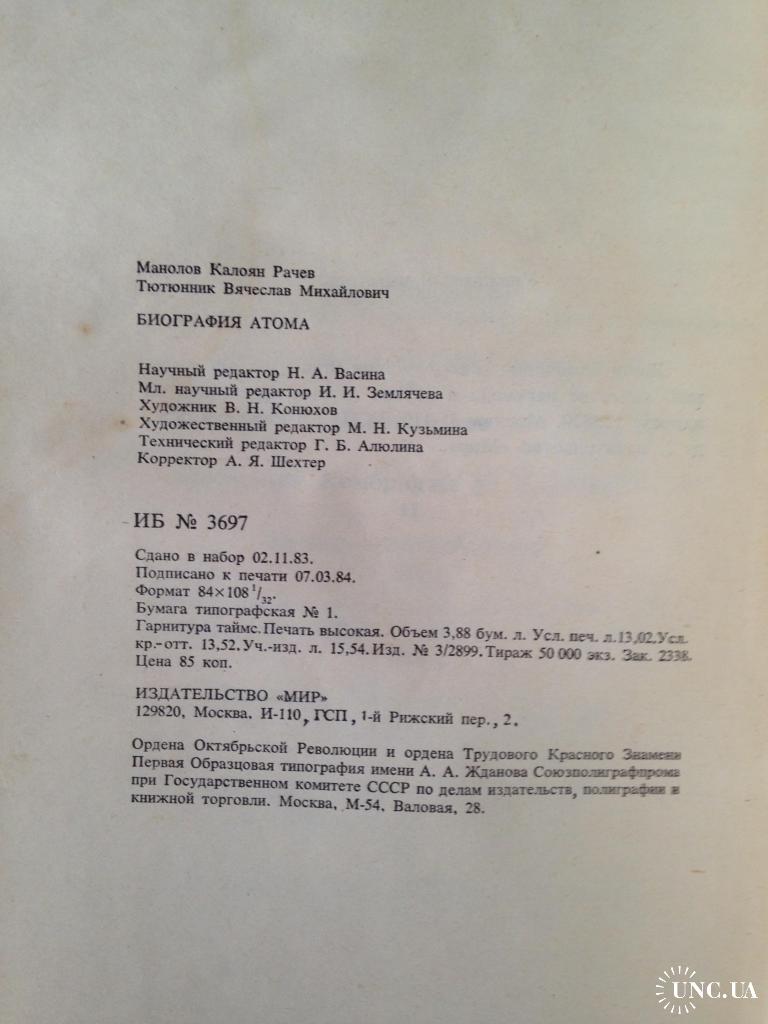 Манолов Калоян Рачев
Тютюнник Вячеслав Михайлович
БИОГРАФИЯ АТОМА
Научный редактор Н. А. Васина
Мл. научный редактор И. И. Землячева
Художник В. Н. Конюхов
Художественный редактор М. Н. Кузьмина
Технический редактор Г. Б. Алюлина
Корректор А. Я. Шехтер
ИБ № 3697
Сдано в набор 02.11.83.
Подписано к печати 07.03.84.
Формат 84×108 1/32.
Бумага типографская № 1.
Гарнитура таймс. Печать высокая. Объем 3,88 бум. л. Усл. печ. л. 13,02. Усл.
кр.-отт. 13,52. Уч.-изд. л. 15,54. Изд. № 3/2899. Тираж 50 000 экз. Зак. 2338.
Цена 85 коп.
ИЗДАТЕЛЬСТВО «МИР»
129820, Москва, И-110, ГСП, 1-й Рижский пер., 2.
Ордена Октябрьской Революции и ордена Трудового Красного Знамени
Первая Образцовая типография имени А. А. Жданова Союзполиграфпрома
при Государственном комитете СССР по делам издательств, полиграфии и
книжной торговли. Москва, М-54, Валовая, 28.
UNC.UA